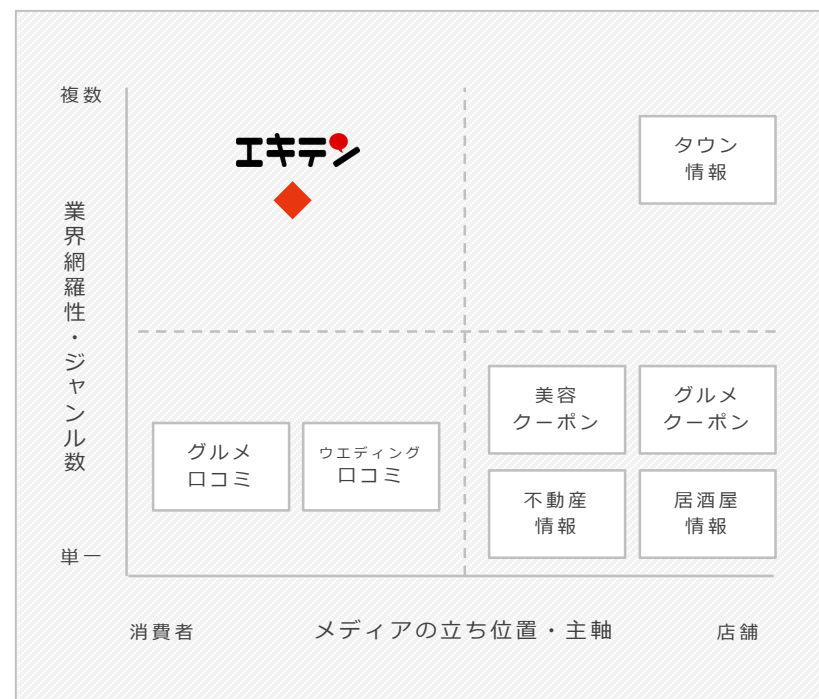 複数
エキテン
タウン
情報
業界網羅性・ジャンル数
美容
クーポン
グルメ
クーポン
グルメ
口コミ
ウエディング
口コミ
不動産
情報
居酒屋
情報
単一
消費者
メディアの立ち位置・主軸
店舗